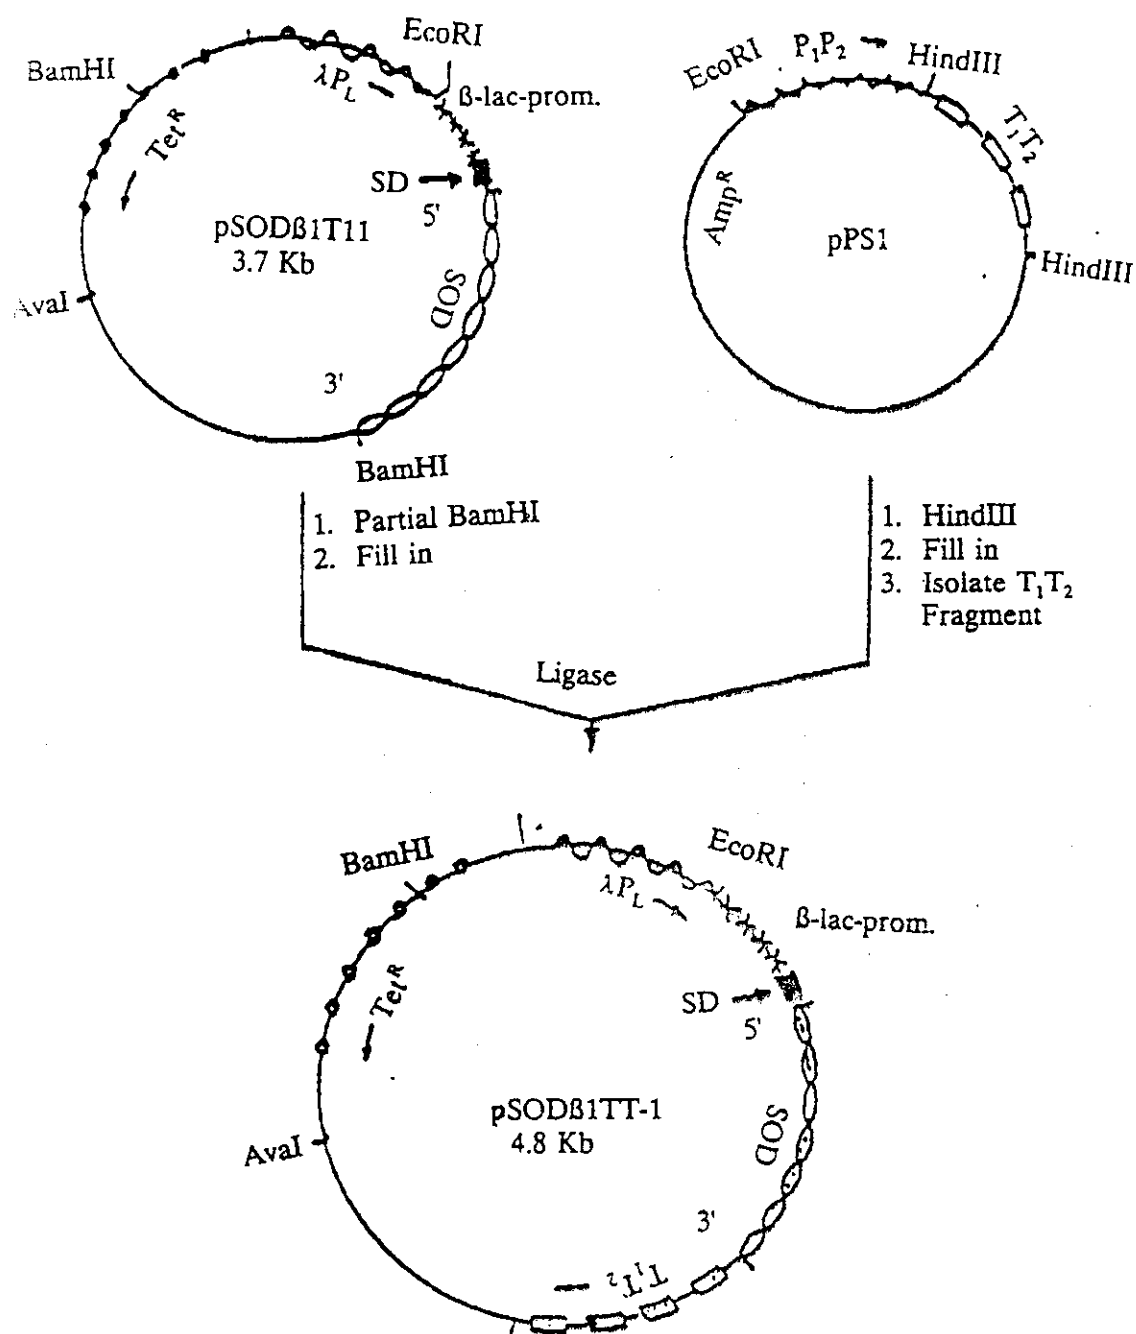 EcoRI
BamHI
λP_L
ß-lac-prom.
Tet^R
SD
5'
pSODß1T11
3.7 Kb
AvaI
SOD
3'
BamHI
EcoRI
P₁P₂
HindIII
T₁T₂
Amp^R
pPS1
HindIII
1. Partial BamHI
2. Fill in
1. HindIII
2. Fill in
3. Isolate T₁T₂
Fragment
Ligase
BamHI
EcoRI
λP_L
ß-lac-prom.
Tet^R
SD
5'
pSODß1TT-1
4.8 Kb
AvaI
SOD
3'
T₁T₂